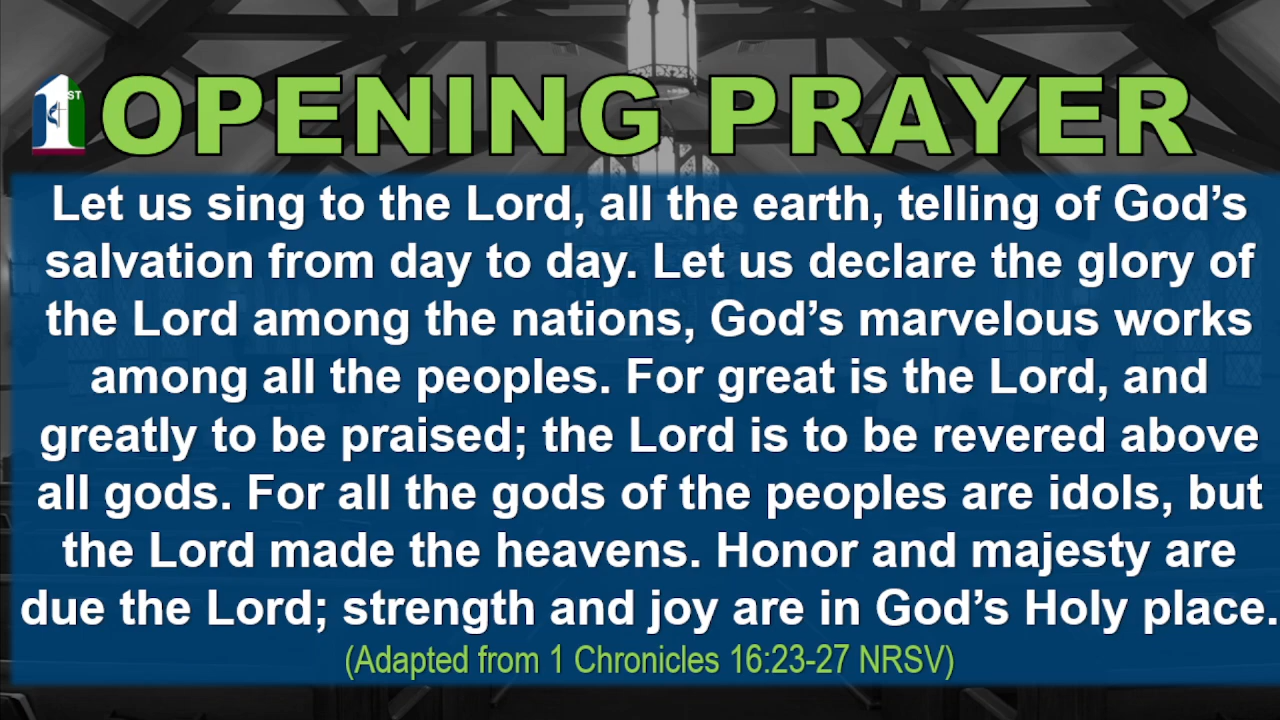 1ST
OPENING PRAYER
Let us sing to the Lord, all the earth, telling of God’s
salvation from day to day. Let us declare the glory of
the Lord among the nations, God’s marvelous works
among all the peoples. For great is the Lord, and
greatly to be praised; the Lord is to be revered above
all gods. For all the gods of the peoples are idols, but
the Lord made the heavens. Honor and majesty are
due the Lord; strength and joy are in God’s Holy place.
(Adapted from 1 Chronicles 16:23-27 NRSV)